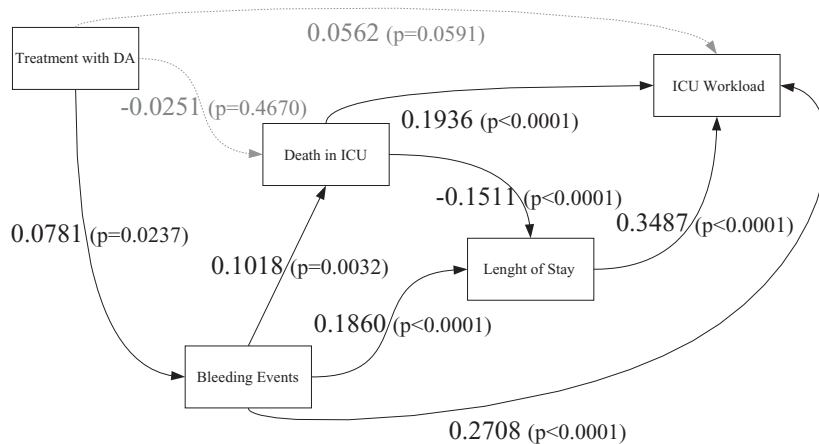 0.0562 (p=0.0591)
Treatment with DA
ICU Workload
-0.0251 (p=0.4670)
0.1936 (p<0.0001)
Death in ICU
-0.1511 (p<0.0001)
0.3487 (p<0.0001)
0.0781 (p=0.0237)
0.1018 (p=0.0032)
Lenght of Stay
0.1860 (p<0.0001)
Bleeding Events
0.2708 (p<0.0001)